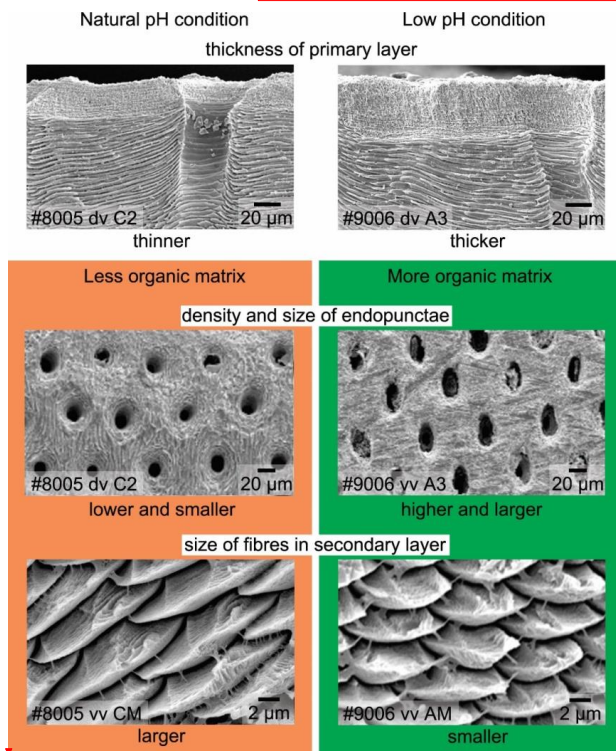 Natural pH condition
Low pH condition
thickness of primary layer
#8005 dv C2
20 µm
#9006 dv A3
20 µm
thinner
thicker
Less organic matrix
More organic matrix
density and size of endopunctae
#8005 dv C2
20 µm
#9006 vv A3
20 µm
lower and smaller
higher and larger
size of fibres in secondary layer
#8005 vv CM
2 µm
#9006 vv AM
2 µm
larger
smaller